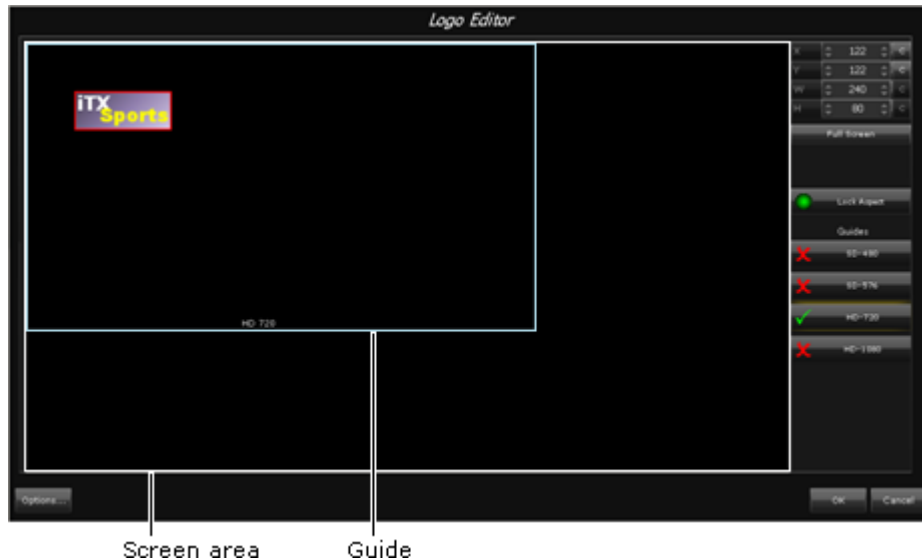 Logo Editor
iTX
Sports
X 122 C
Y 122 C
W 240 C
H 80 C
Full Screen
Lock Aspect
Guides
SD-480
SD-576
HD-720
HD-1080
HD 720
Options...
OK
Cancel
Screen area
Guide